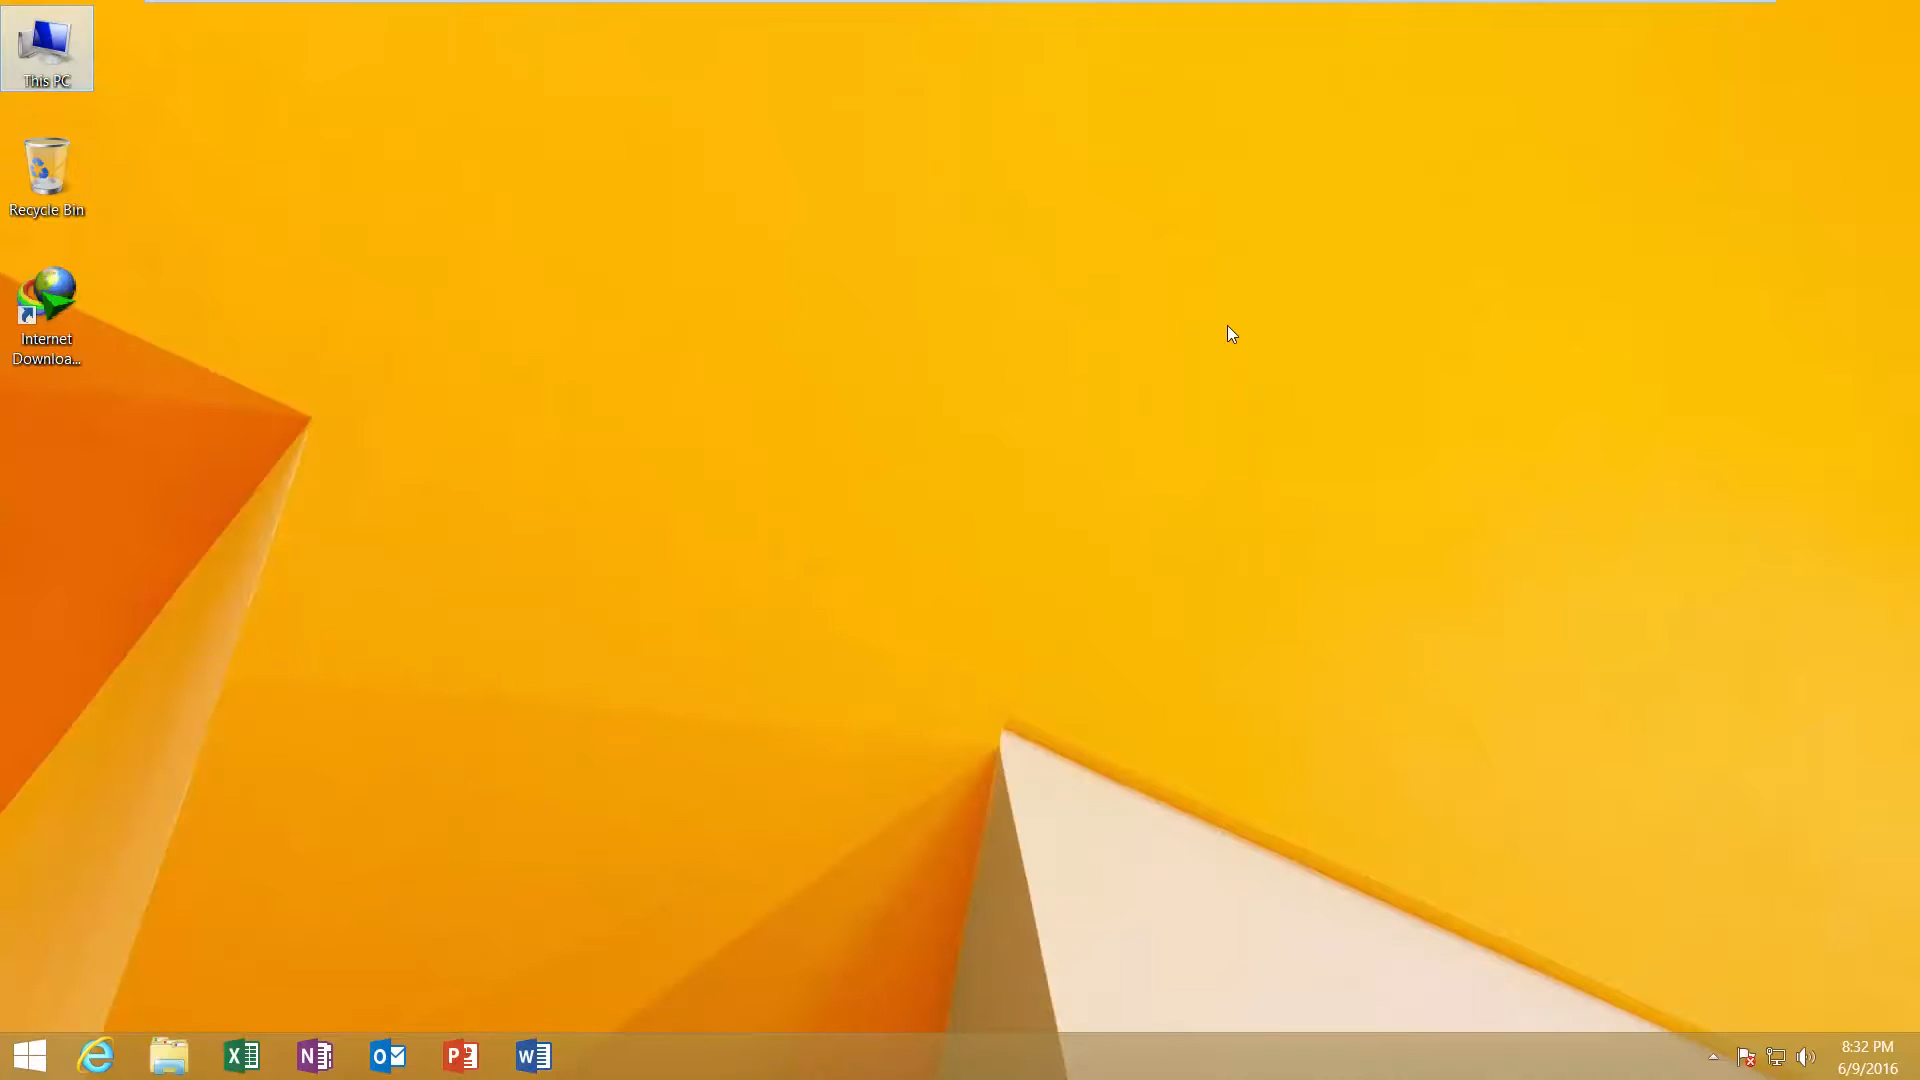 This PC
Recycle Bin
Internet
Downloa...
8:32 PM
6/9/2016